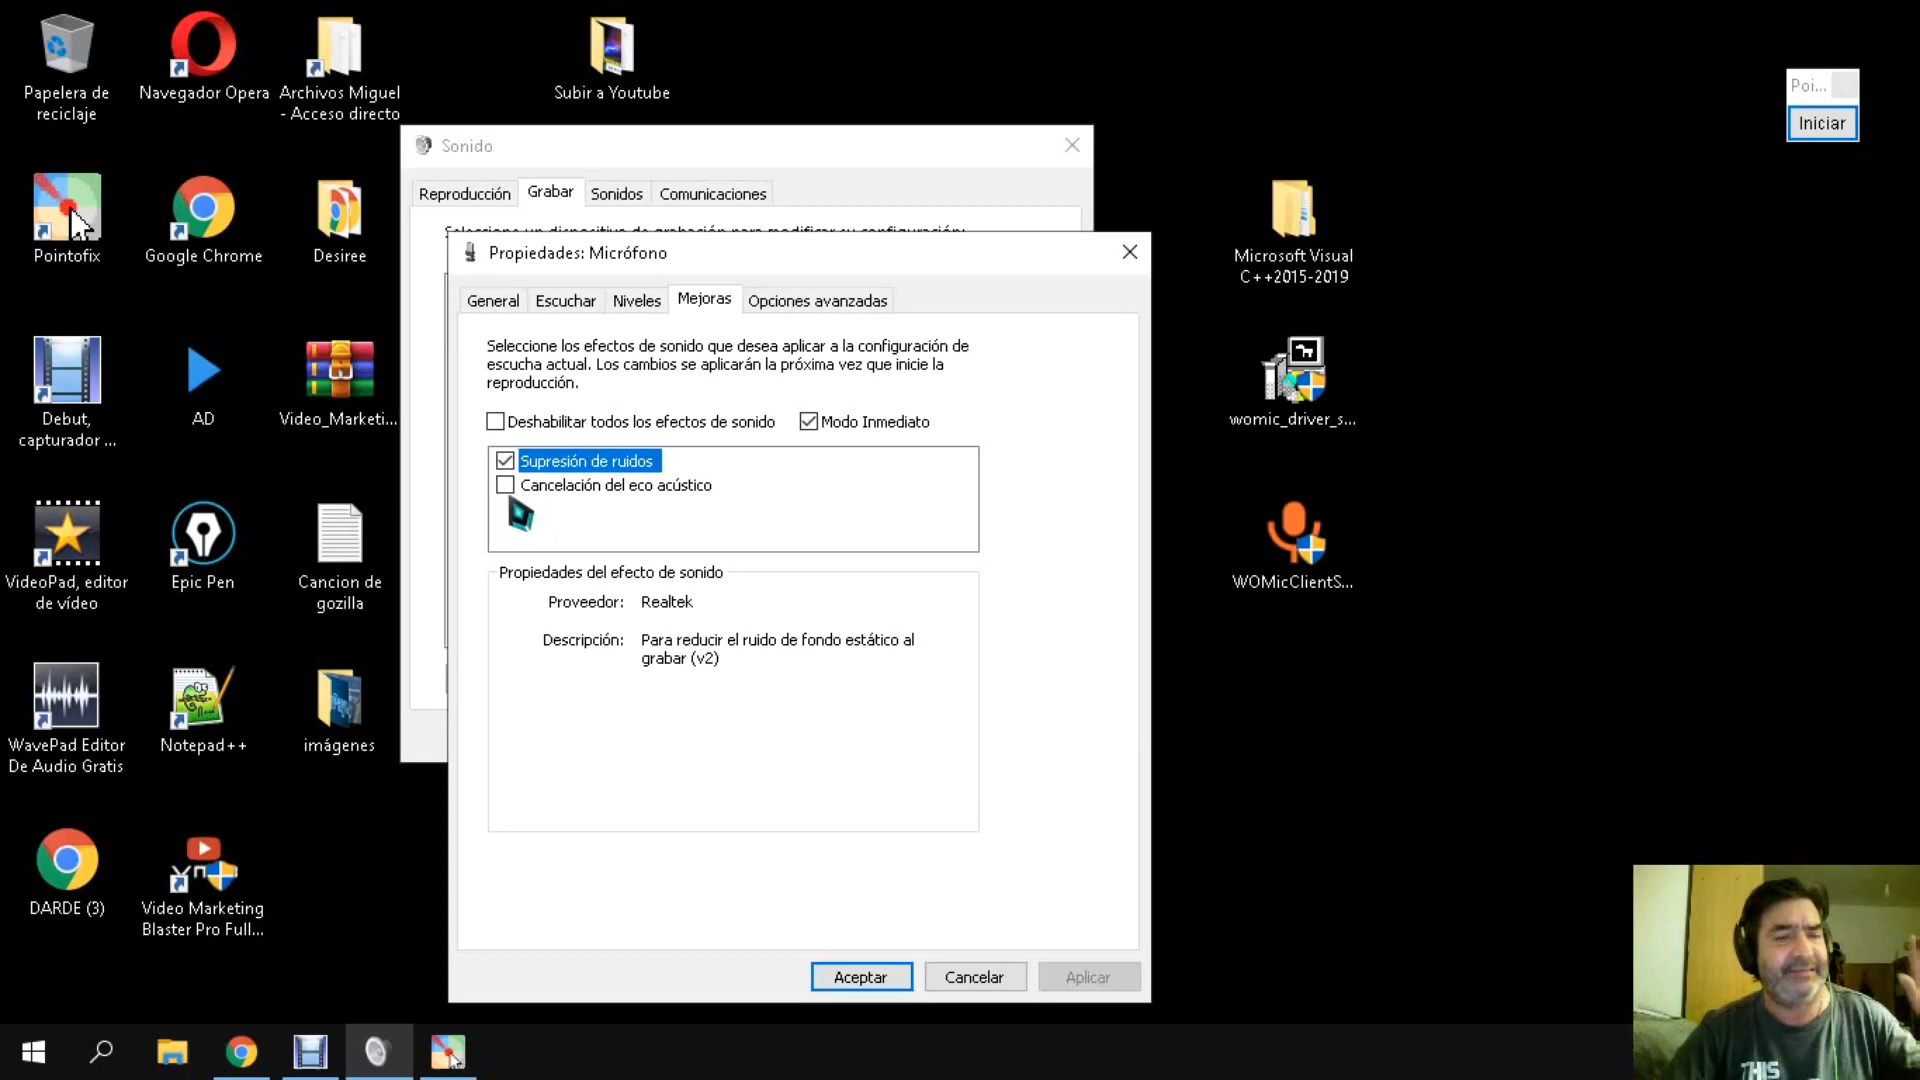 Papelera de
reciclaje
Navegador Opera
Archivos Miguel
- Acceso directo
Subir a Youtube
Poi...
Iniciar
Sonido
Reproducción
Grabar
Sonidos
Comunicaciones
Seleccione un dispositivo de grabación para modificar su configuración:
Pointofix
Google Chrome
Desiree
Microsoft Visual
C++2015-2019
Propiedades: Micrófono
General
Escuchar
Niveles
Mejoras
Opciones avanzadas
Seleccione los efectos de sonido que desea aplicar a la configuración de
escucha actual. Los cambios se aplicarán la próxima vez que inicie la
reproducción.
Deshabilitar todos los efectos de sonido
Modo Inmediato
Supresión de ruidos
Cancelación del eco acústico
Propiedades del efecto de sonido
Proveedor: Realtek
Descripción: Para reducir el ruido de fondo estático al
grabar (v2)
Aceptar
Cancelar
Aplicar
Debut,
capturador ...
AD
Video_Marketi...
womic_driver_s...
VideoPad, editor
de vídeo
Epic Pen
Cancion de
gozilla
WOMicClientS...
WavePad Editor
De Audio Gratis
Notepad++
imágenes
DARDE (3)
Video Marketing
Blaster Pro Full...
THIS